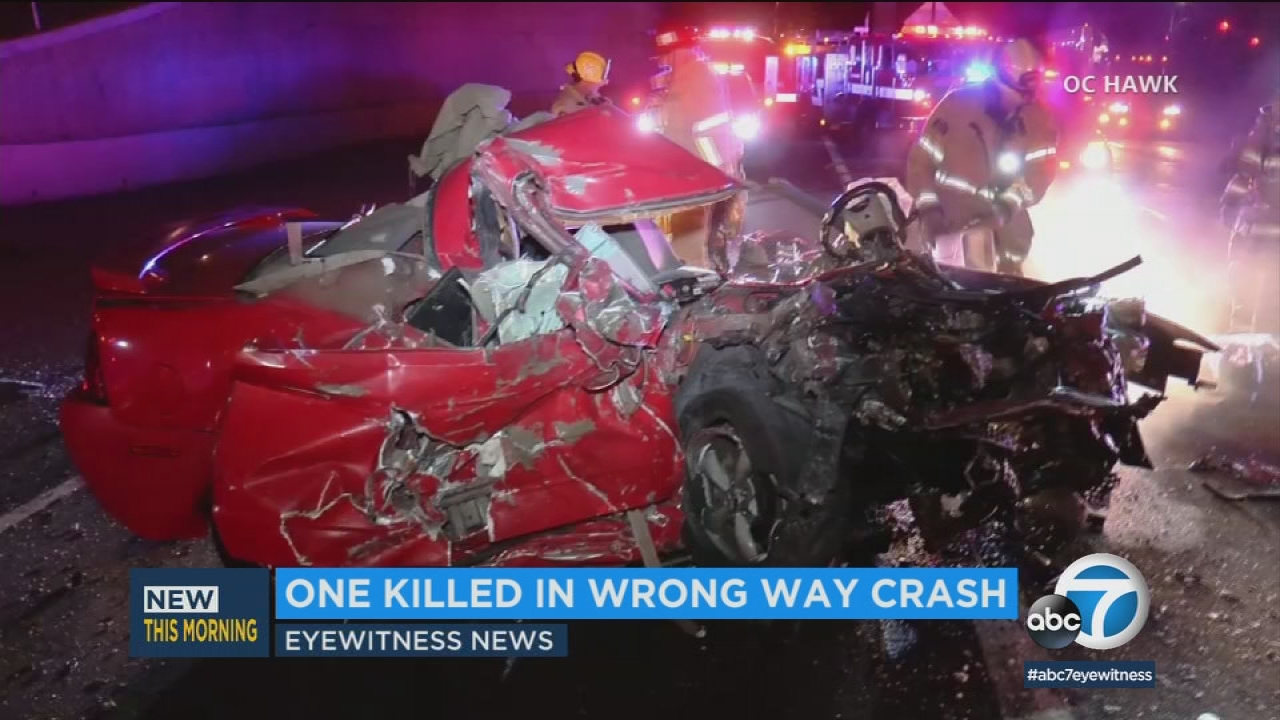 OC HAWK
NEW
THIS MORNING
ONE KILLED IN WRONG WAY CRASH
EYEWITNESS NEWS
abc 7
#abc7eyewitness